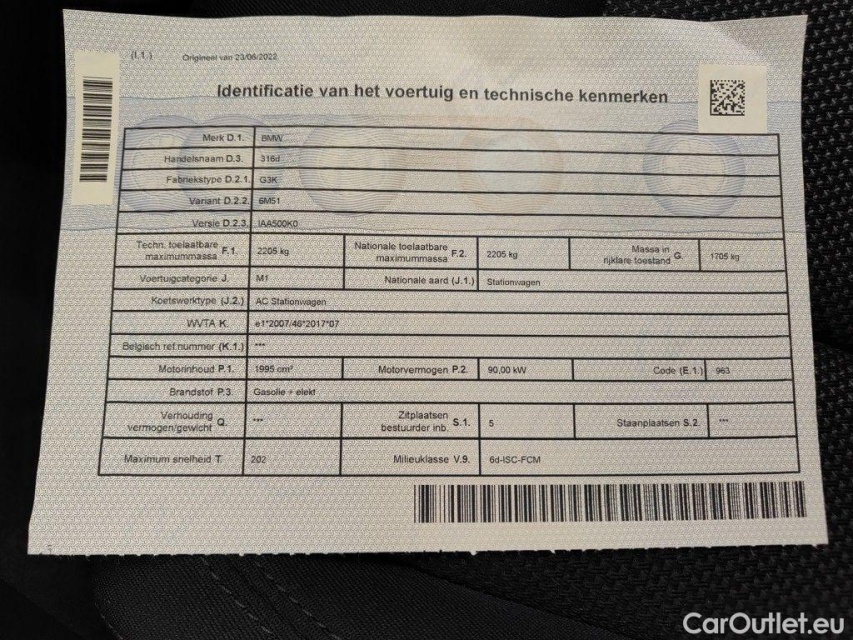 (I.1.) Origineel van 23/06/2022
Identificatie van het voertuig en technische kenmerken
Merk D.1. BMW
Handelsnaam D.3. 316d
Fabriekstype D.2.1. G3K
Variant D.2.2. 6M51
Versie D.2.3. IAA500K0
Techn. toelaatbare maximummassa F.1. 2205 kg Nationale toelaatbare maximummassa F.2. 2205 kg Massa in rijklare toestand G. 1705 kg
Voertuigcategorie J. M1 Nationale aard (J.1.) Stationwagen
Koetswerktype (J.2.) AC Stationwagen
WVTA K. e1*2007/46*2017*07
Belgisch ref.nummer (K.1.) ***
Motorinhoud P.1. 1995 cm³ Motorvermogen P.2. 90,00 kW Code (E.1.) 963
Brandstof P.3. Gasolie + elekt
Verhouding vermogen/gewicht Q. *** Zitplaatsen bestuurder inb. S.1. 5 Staanplaatsen S.2. ***
Maximum snelheid T. 202 Milieuklasse V.9. 6d-ISC-FCM
CarOutlet.eu